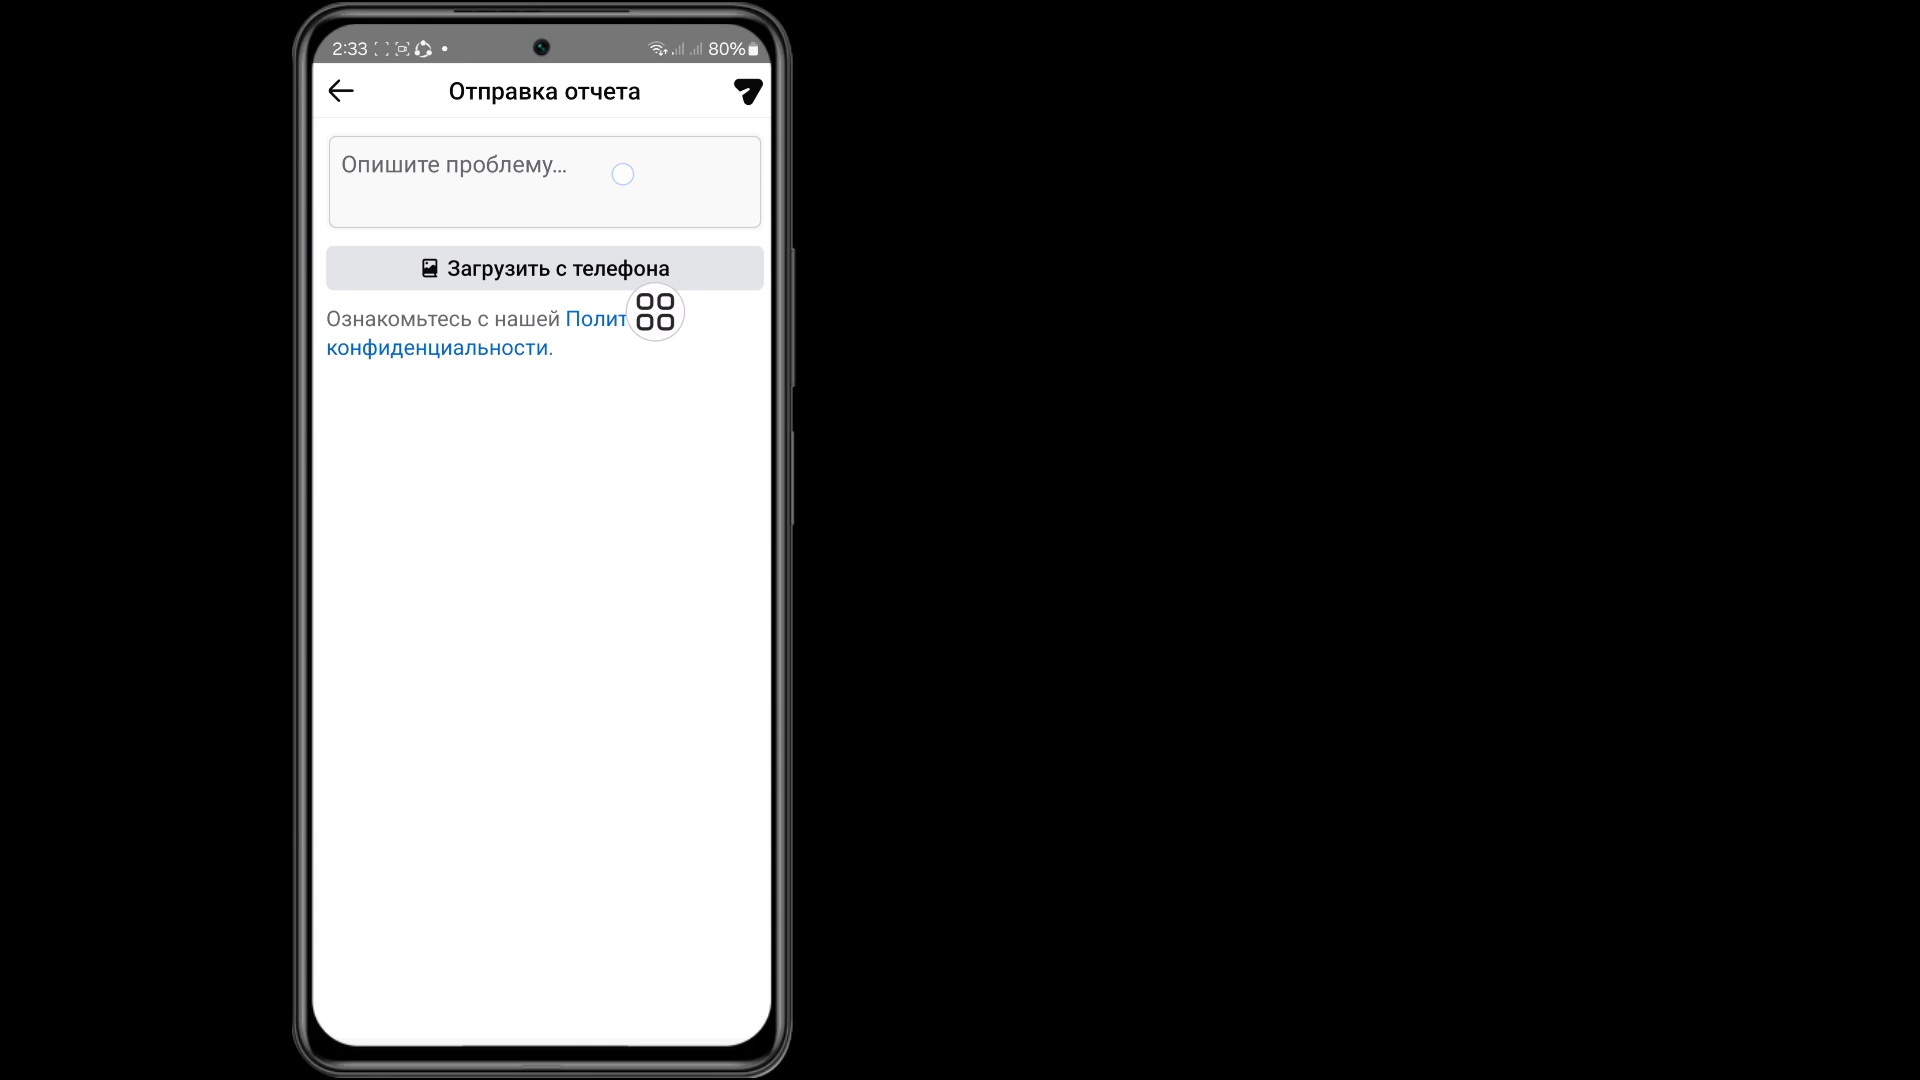 2:33
80%
Отправка отчета
Опишите проблему...
Загрузить с телефона
Ознакомьтесь с нашей Полит
конфиденциальности.